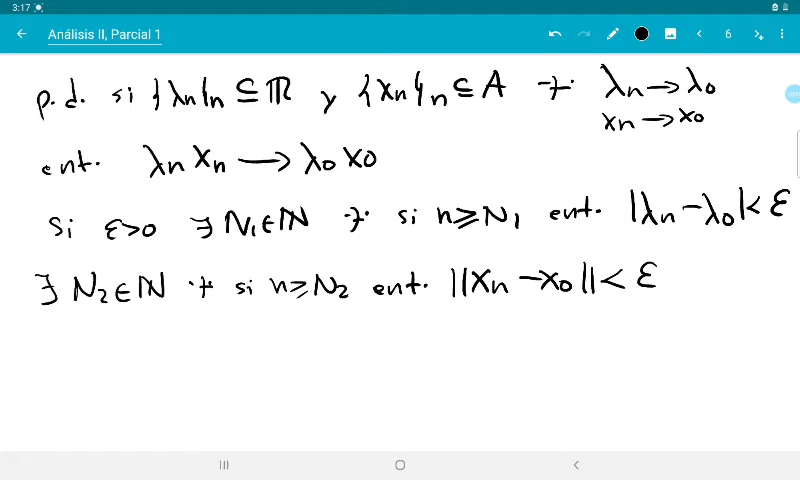 3:17
Análisis II, Parcial 1
6
p.d. si {λn}n ⊆ ℝ y {xn}n ⊆ A ∙+∙ λn → λ0
xn → x0
ent. λn xn → λ0 x0
Si ε>0 ∃ N1∈ℕ ∙+∙ si n≥N1 ent. |λn − λ0| < ε
∃ N2∈ℕ ∙+∙ si n≥N2 ent. ||xn − x0|| < ε